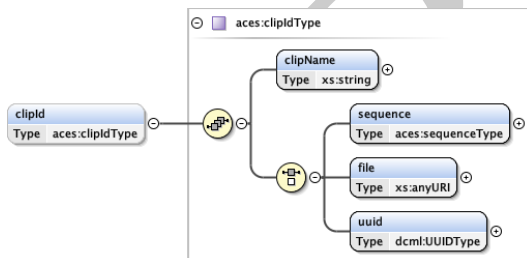 aces:clipIdType
clipName
Type xs:string
clipId
Type aces:clipIdType
sequence
Type aces:sequenceType
file
Type xs:anyURI
uuid
Type dcml:UUIDType